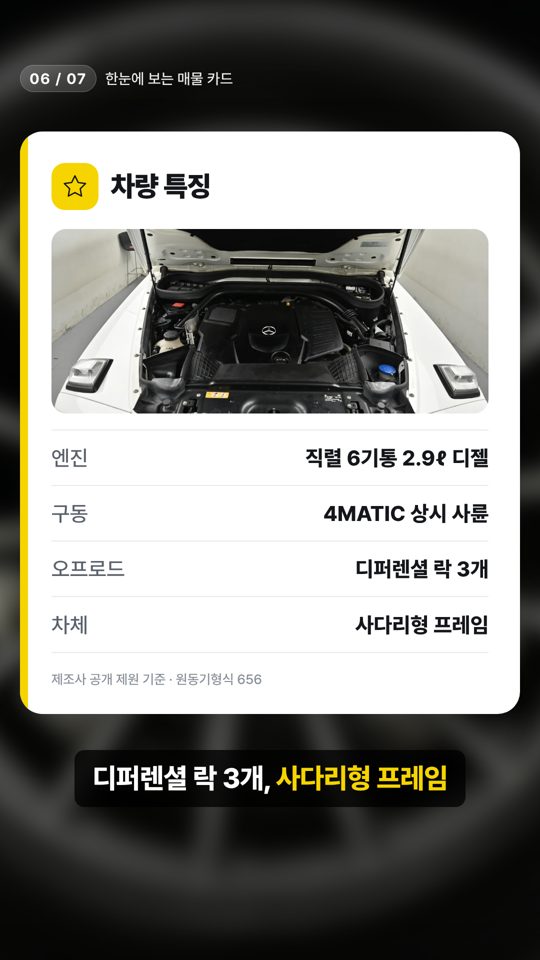 06 / 07 한눈에 보는 매물 카드
차량 특징
엔진 직렬 6기통 2.9ℓ 디젤
구동 4MATIC 상시 사륜
오프로드 디퍼렌셜 락 3개
차체 사다리형 프레임
제조사 공개 제원 기준 · 원동기형식 656
디퍼렌셜 락 3개, 사다리형 프레임